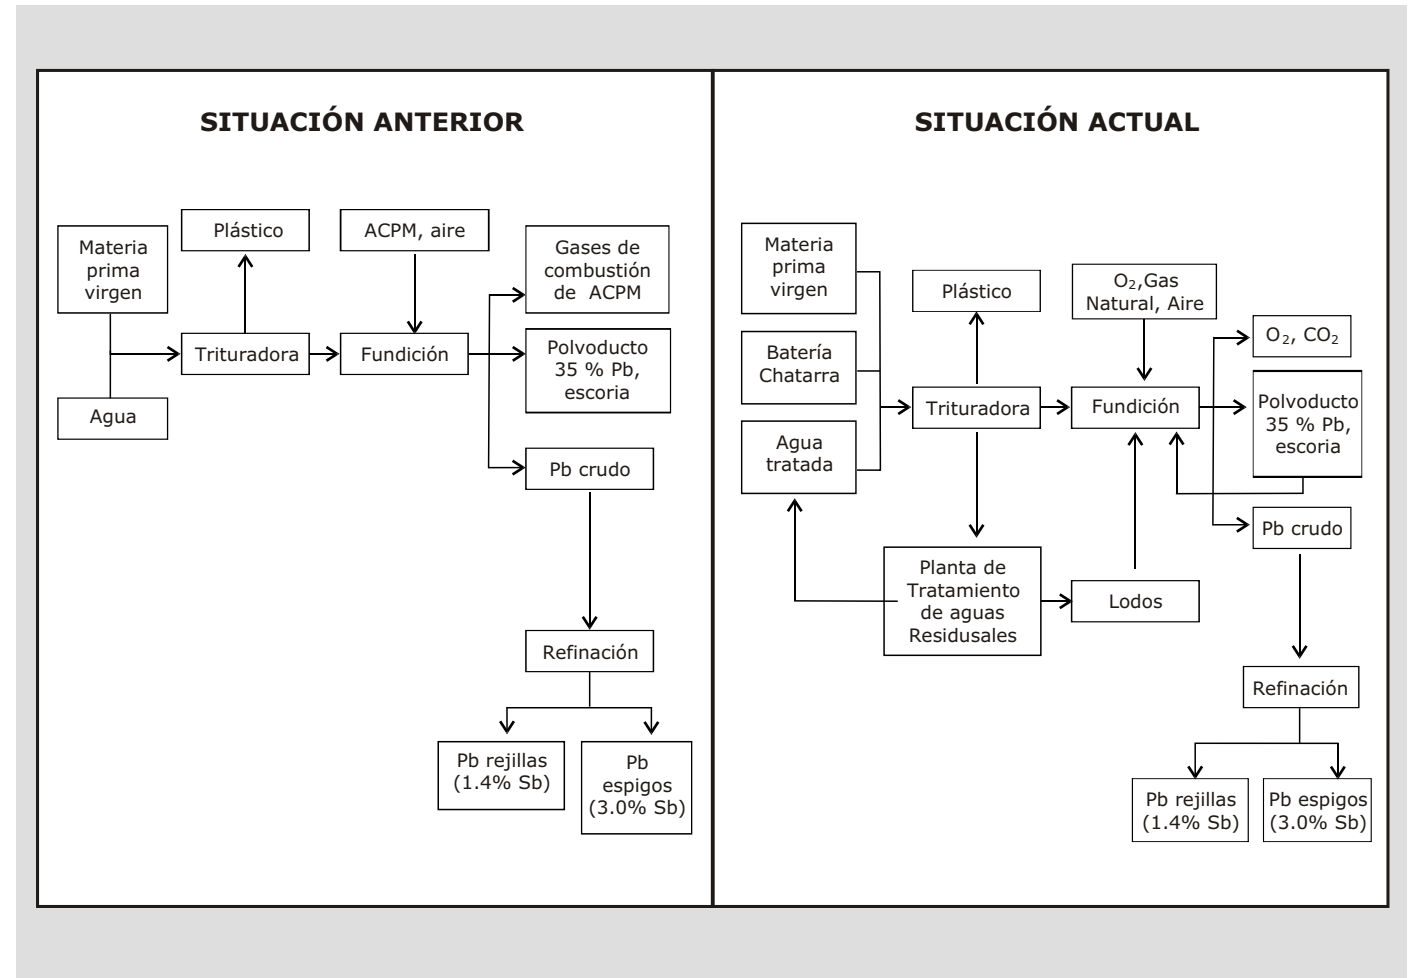 SITUACIÓN ANTERIOR
Materia
prima
virgen
Agua
Plástico
Trituradora
ACPM, aire
Fundición
Gases de
combustión
de ACPM
Polvoducto
35 % Pb,
escoria
Pb crudo
Refinación
Pb rejillas
(1.4% Sb)
Pb
espigos
(3.0% Sb)
SITUACIÓN ACTUAL
Materia
prima
virgen
Batería
Chatarra
Agua
tratada
Plástico
Trituradora
Planta de
Tratamiento
de aguas
Residusales
O₂,Gas
Natural, Aire
Fundición
Lodos
O₂, CO₂
Polvoducto
35 % Pb,
escoria
Pb crudo
Refinación
Pb rejillas
(1.4% Sb)
Pb espigos
(3.0% Sb)